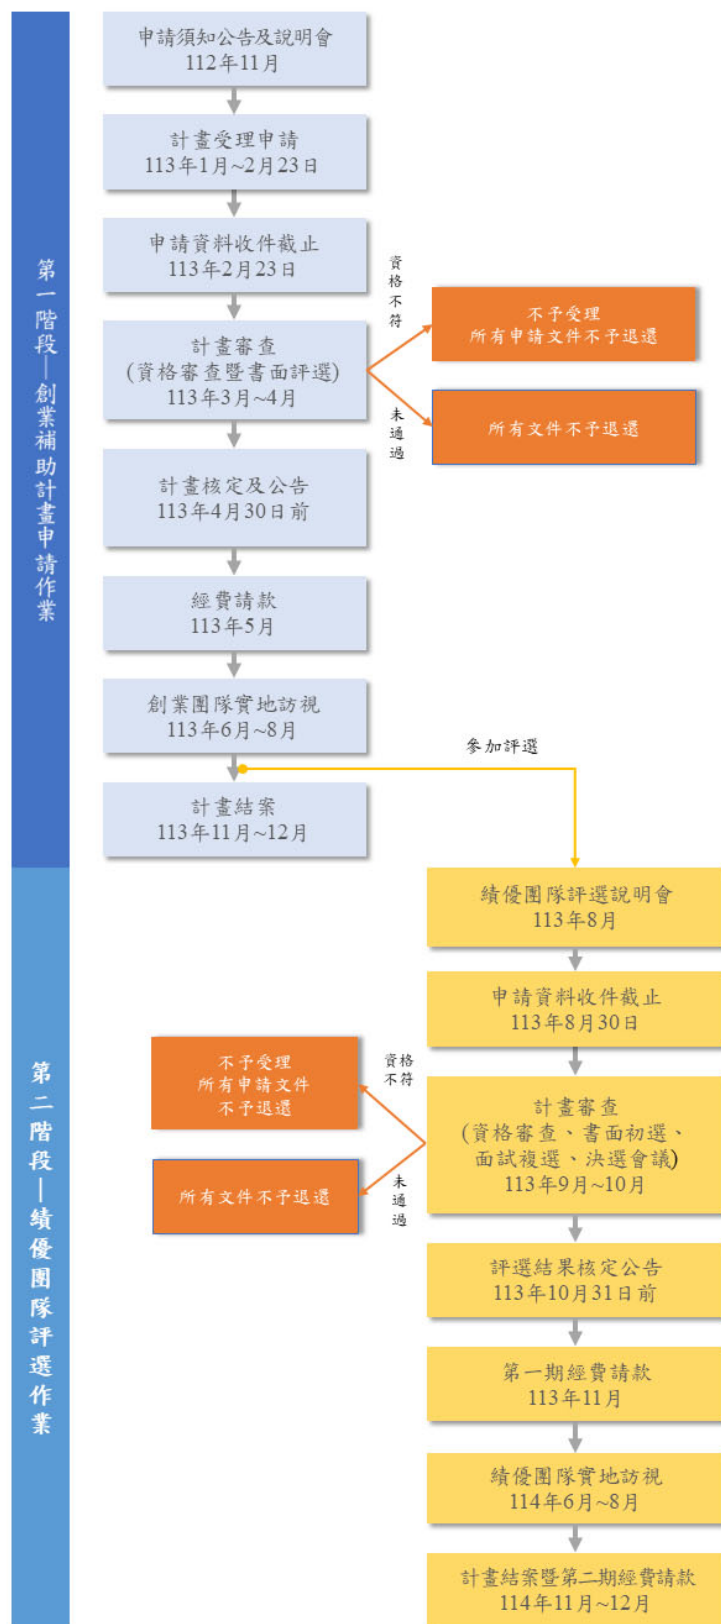 第一階段—創業補助計畫申請作業
申請須知公告及說明會
112年11月
計畫受理申請
113年1月~2月23日
申請資料收件截止
113年2月23日
計畫審查
(資格審查暨書面評選)
113年3月~4月
資格不符
不予受理
所有申請文件不予退還
未通過
所有文件不予退還
計畫核定及公告
113年4月30日前
經費請款
113年5月
創業團隊實地訪視
113年6月~8月
參加評選
計畫結案
113年11月~12月
第二階段—績優團隊評選作業
績優團隊評選說明會
113年8月
申請資料收件截止
113年8月30日
計畫審查
(資格審查、書面初選、
面試複選、決選會議)
113年9月~10月
資格
不符
不予受理
所有申請文件
不予退還
未通過
所有文件不予退還
評選結果核定公告
113年10月31日前
第一期經費請款
113年11月
績優團隊實地訪視
114年6月~8月
計畫結案暨第二期經費請款
114年11月~12月